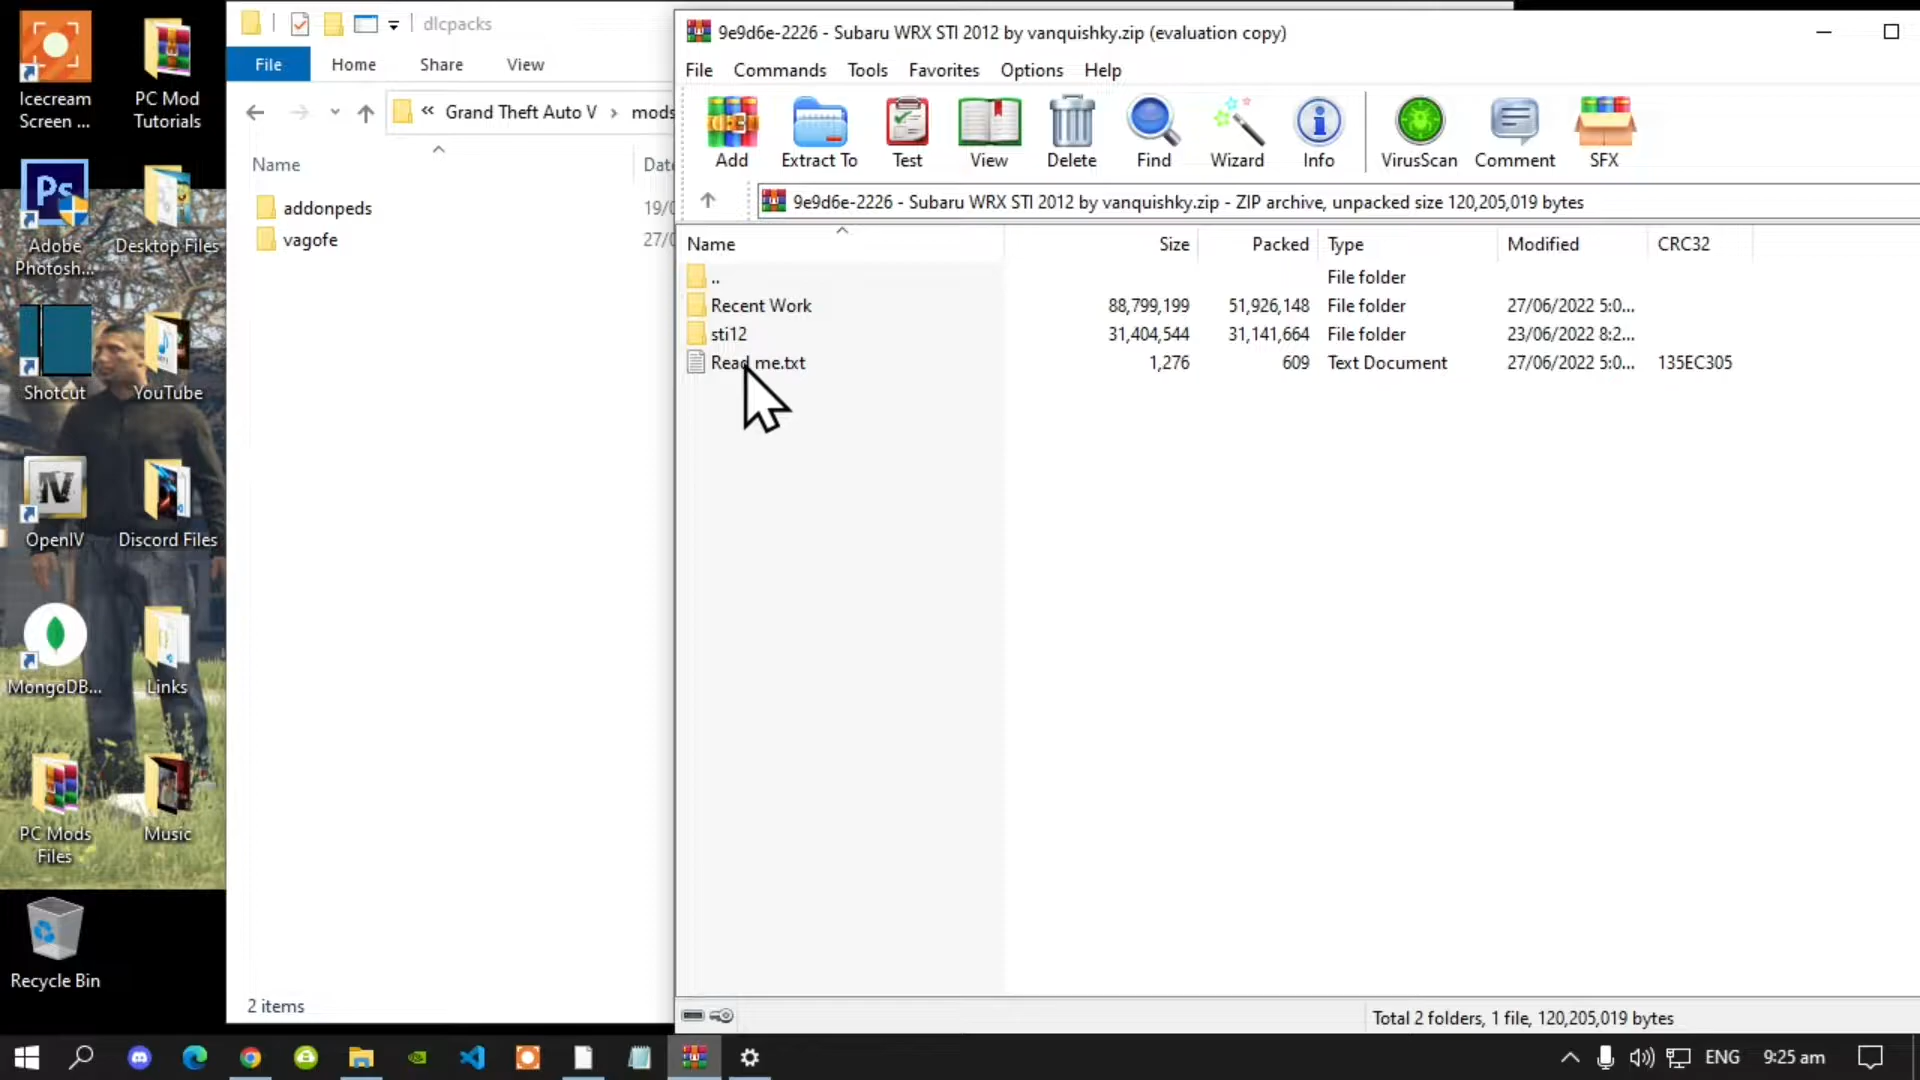 Icecream
Screen ...
PC Mod
Tutorials
Adobe
Photosh...
Desktop Files
Shotcut
YouTube
OpenIV
Discord Files
MongoDB...
Links
PC Mods
Files
Music
Recycle Bin
dlcpacks
File
Home
Share
View
« Grand Theft Auto V › mods
Name
Date
addonpeds
19/0
vagofe
27/0
2 items
9e9d6e-2226 - Subaru WRX STI 2012 by vanquishky.zip (evaluation copy)
File
Commands
Tools
Favorites
Options
Help
Add
Extract To
Test
View
Delete
Find
Wizard
Info
VirusScan
Comment
SFX
9e9d6e-2226 - Subaru WRX STI 2012 by vanquishky.zip - ZIP archive, unpacked size 120,205,019 bytes
Name Size Packed Type Modified CRC32
.. File folder
Recent Work 88,799,199 51,926,148 File folder 27/06/2022 5:0...
sti12 31,404,544 31,141,664 File folder 23/06/2022 8:2...
Read me.txt 1,276 609 Text Document 27/06/2022 5:0... 135EC305
Total 2 folders, 1 file, 120,205,019 bytes
ENG
9:25 am